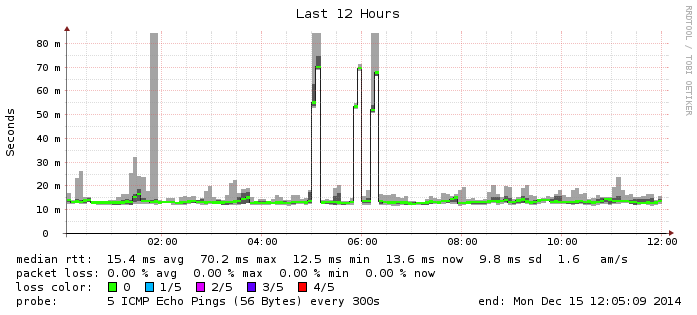 Last 12 Hours
RRDTOOL / TOBI OETIKER
Seconds
80 m
70 m
60 m
50 m
40 m
30 m
20 m
10 m
0
02:00 04:00 06:00 08:00 10:00 12:00
median rtt: 15.4 ms avg 70.2 ms max 12.5 ms min 13.6 ms now 9.8 ms sd 1.6 am/s
packet loss: 0.00 % avg 0.00 % max 0.00 % min 0.00 % now
loss color: 0 1/5 2/5 3/5 4/5
probe: 5 ICMP Echo Pings (56 Bytes) every 300s end: Mon Dec 15 12:05:09 2014